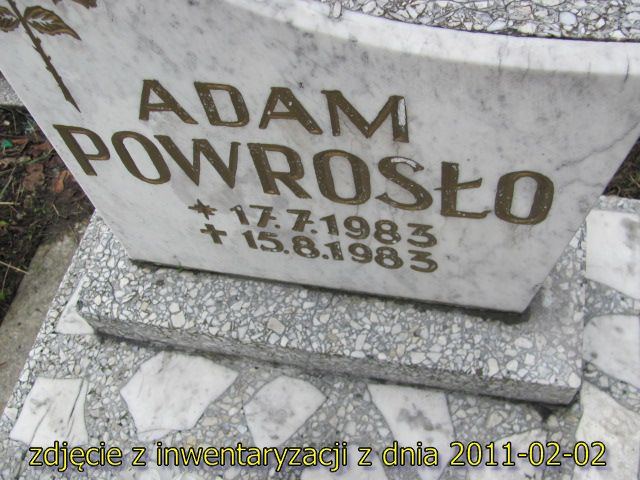 ADAM
POWROSŁO
* 17.7.1983
+ 15.8.1983
zdjęcie z inwentaryzacji z dnia 2011-02-02